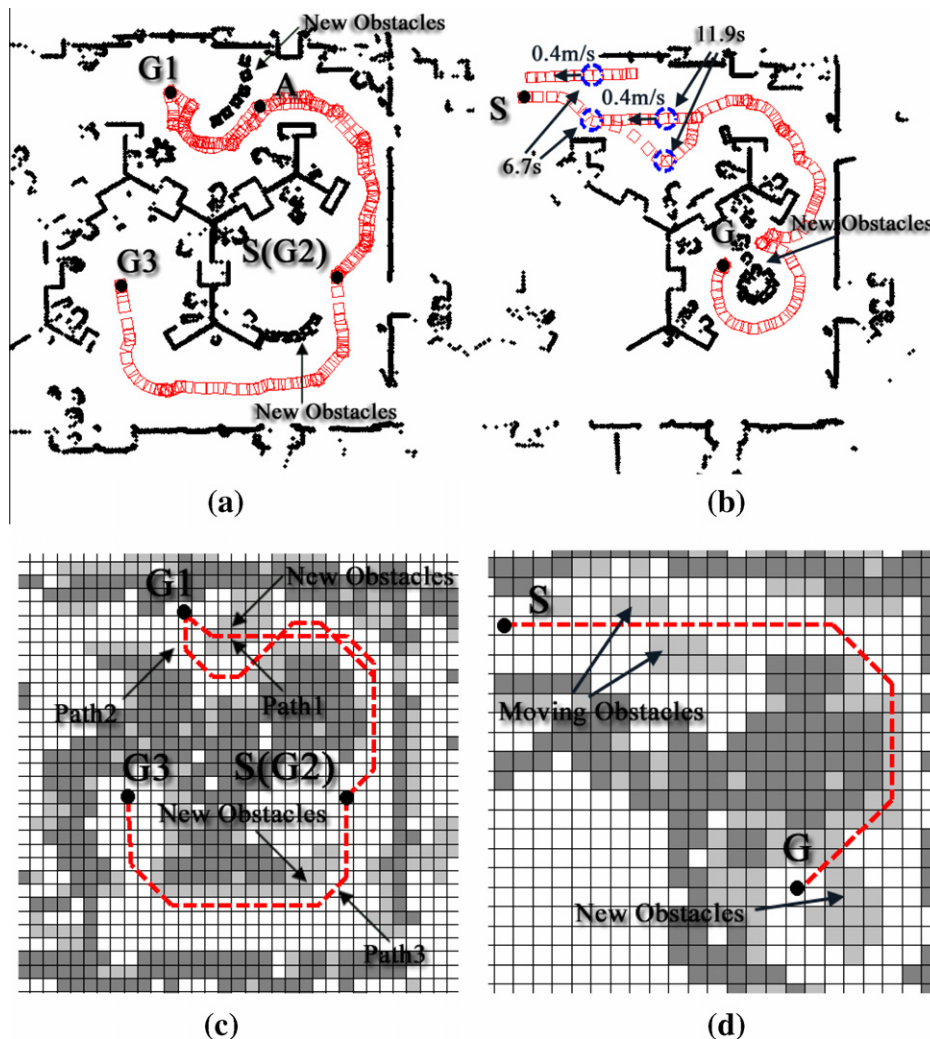 New Obstacles
G1
A
S(G2)
G3
New Obstacles
(a)
11.9s
0.4m/s
S
0.4m/s
6.7s
New Obstacles
G
(b)
G1
New Obstacles
Path2
Path1
G3
S(G2)
New Obstacles
Path3
(c)
S
Moving Obstacles
G
New Obstacles
(d)